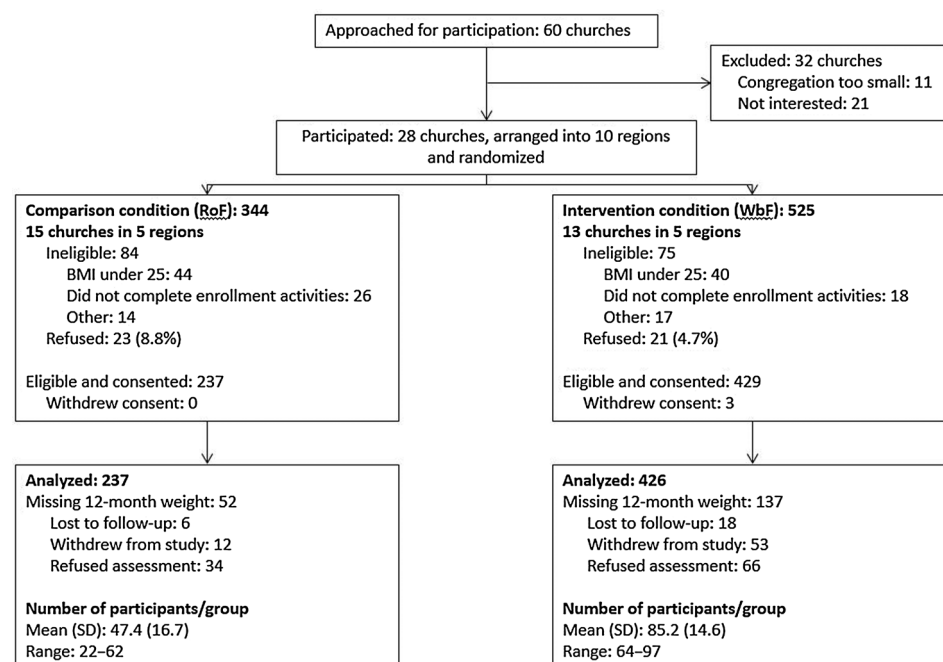 Approached for participation: 60 churches
Excluded: 32 churches
Congregation too small: 11
Not interested: 21
Participated: 28 churches, arranged into 10 regions
and randomized
Comparison condition (RoF): 344
15 churches in 5 regions
Ineligible: 84
BMI under 25: 44
Did not complete enrollment activities: 26
Other: 14
Refused: 23 (8.8%)
Eligible and consented: 237
Withdrew consent: 0
Intervention condition (WbF): 525
13 churches in 5 regions
Ineligible: 75
BMI under 25: 40
Did not complete enrollment activities: 18
Other: 17
Refused: 21 (4.7%)
Eligible and consented: 429
Withdrew consent: 3
Analyzed: 237
Missing 12-month weight: 52
Lost to follow-up: 6
Withdrew from study: 12
Refused assessment: 34
Number of participants/group
Mean (SD): 47.4 (16.7)
Range: 22–62
Analyzed: 426
Missing 12-month weight: 137
Lost to follow-up: 18
Withdrew from study: 53
Refused assessment: 66
Number of participants/group
Mean (SD): 85.2 (14.6)
Range: 64–97